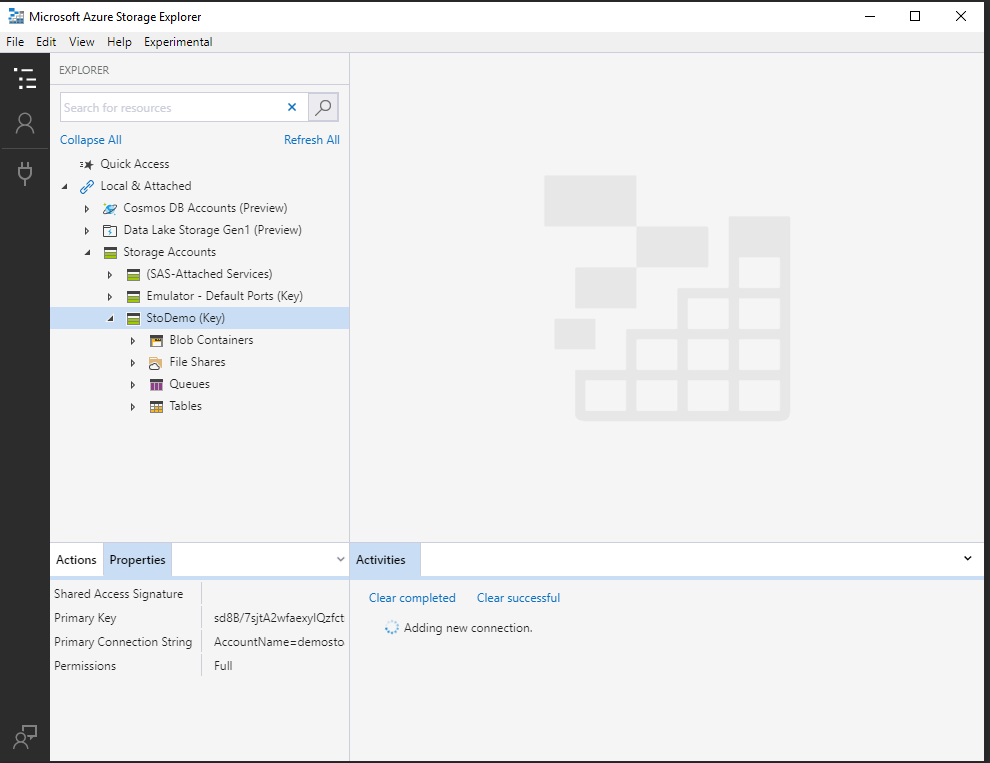 Microsoft Azure Storage Explorer
File Edit View Help Experimental
EXPLORER
Search for resources
Collapse All Refresh All
Quick Access
Local & Attached
Cosmos DB Accounts (Preview)
Data Lake Storage Gen1 (Preview)
Storage Accounts
(SAS-Attached Services)
Emulator - Default Ports (Key)
StoDemo (Key)
Blob Containers
File Shares
Queues
Tables
Actions Properties
Shared Access Signature
Primary Key sd8B/7sjtA2wfaexylQzfct
Primary Connection String AccountName=demosto
Permissions Full
Activities
Clear completed Clear successful
Adding new connection.